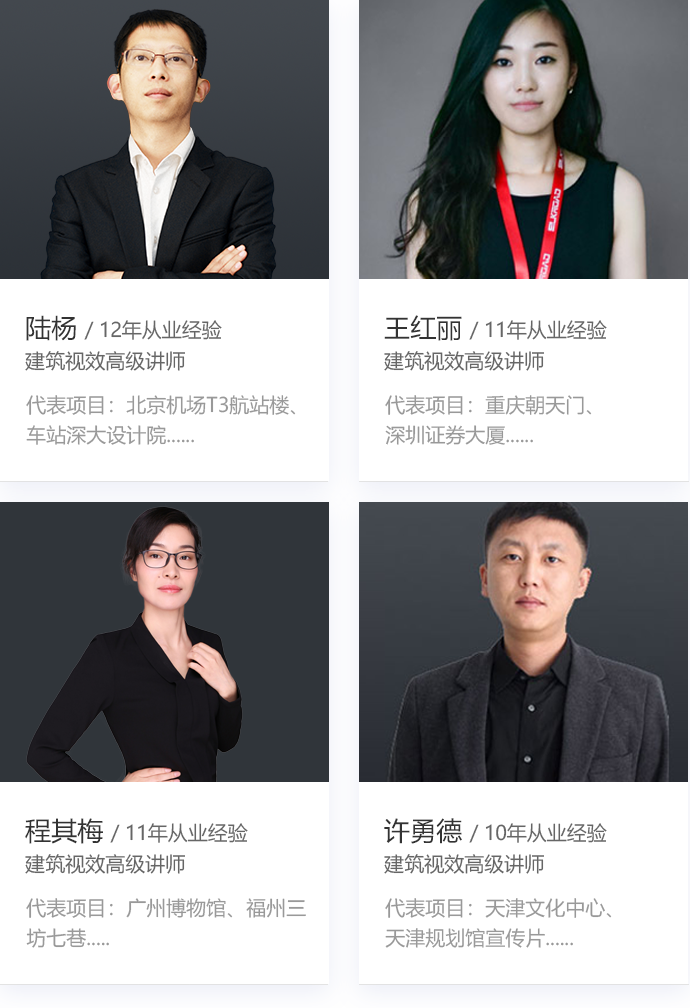 ELKROAD
ELKROAD
陆杨 / 12年从业经验
建筑视效高级讲师
代表项目：北京机场T3航站楼、
车站深大设计院......
王红丽 / 11年从业经验
建筑视效高级讲师
代表项目：重庆朝天门、
深圳证券大厦......
程其梅 / 11年从业经验
建筑视效高级讲师
代表项目：广州博物馆、福州三
坊七巷.....
许勇德 / 10年从业经验
建筑视效高级讲师
代表项目：天津文化中心、
天津规划馆宣传片......